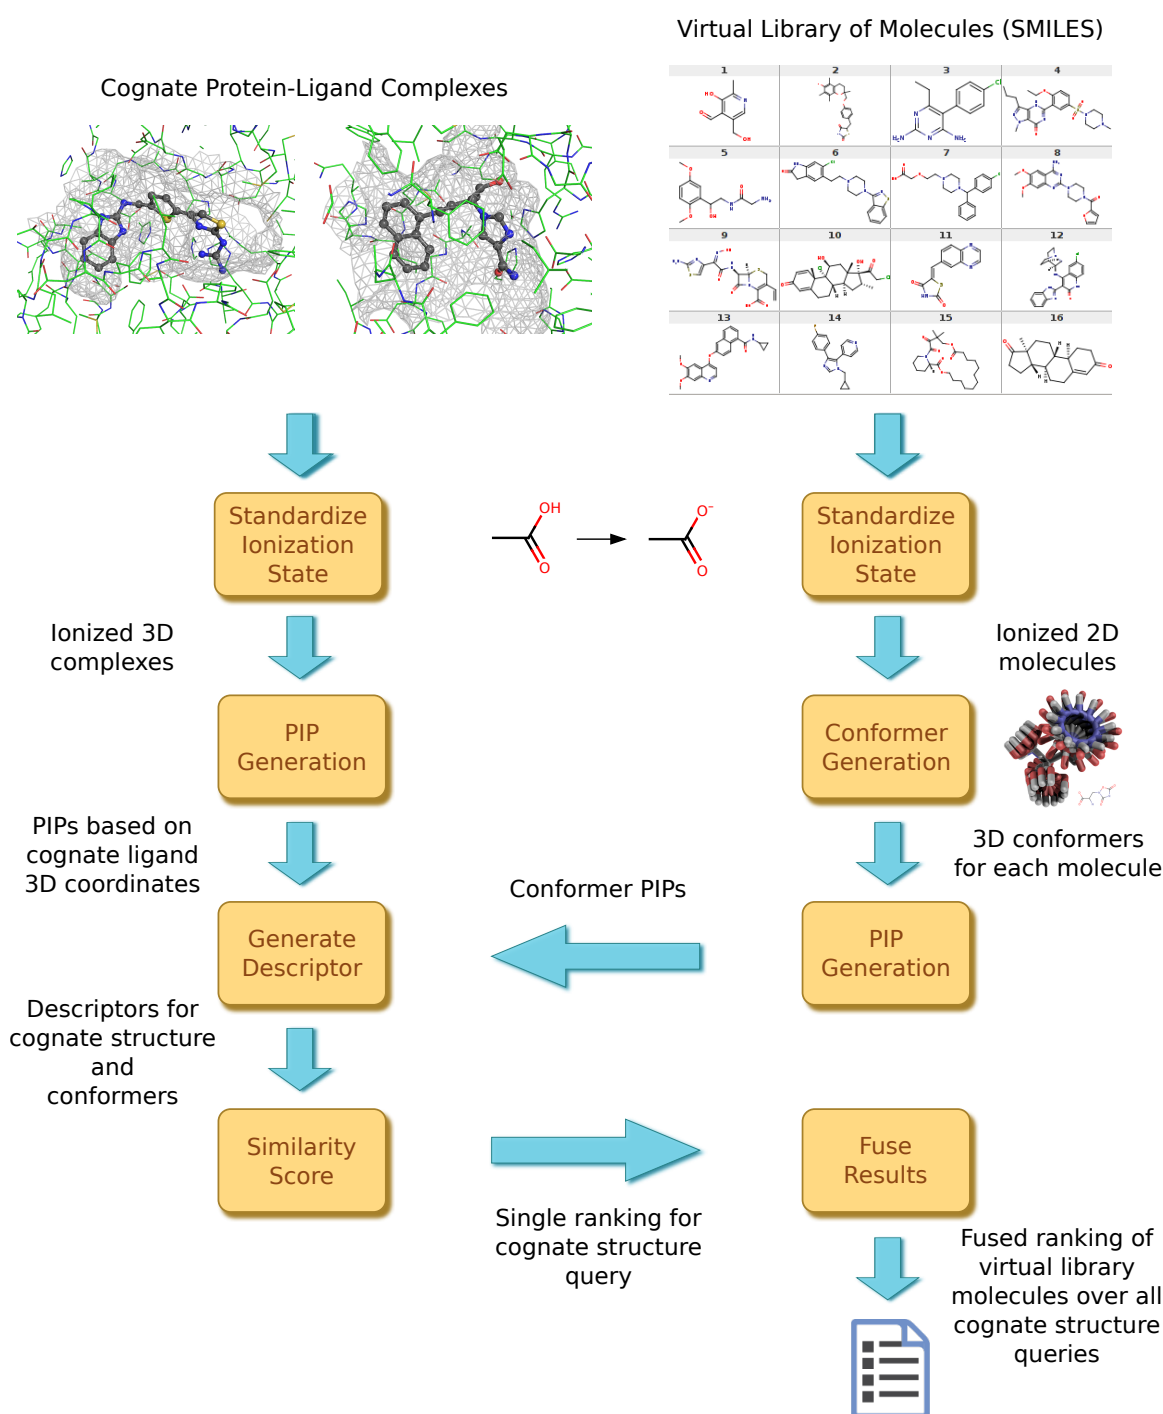 Virtual Library of Molecules (SMILES)
Cognate Protein-Ligand Complexes
1
2
3
4
5
6
7
8
9
10
11
12
13
14
15
16
Standardize
Ionization
State
OH
O
O⁻
O
Standardize
Ionization
State
Ionized 3D
complexes
Ionized 2D
molecules
PIP
Generation
Conformer
Generation
PIPs based on
cognate ligand
3D coordinates
3D conformers
for each molecule
Conformer PIPs
Generate
Descriptor
PIP
Generation
Descriptors for
cognate structure
and
conformers
Similarity
Score
Fuse
Results
Single ranking for
cognate structure
query
Fused ranking of
virtual library
molecules over all
cognate structure
queries